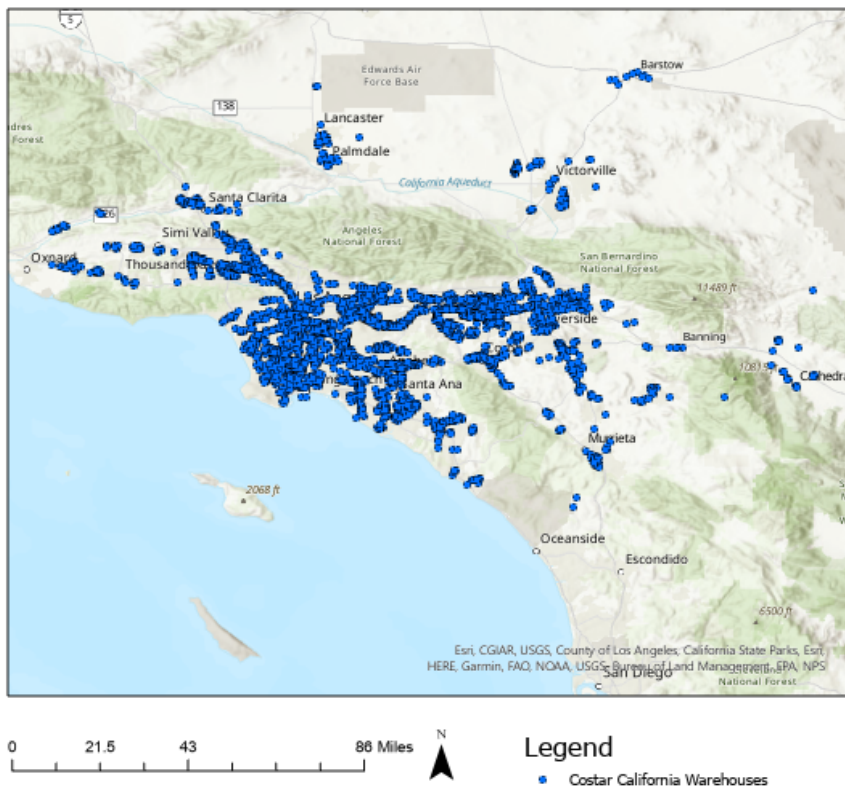 5
Edwards Air
Force Base
Barstow
138
Lancaster
Palmdale
California Aqueduct
Victorville
Santa Clarita
Simi Valley
Angeles
National Forest
San Bernardino
National Forest
Oxnard
11489 ft
Banning
Santa Ana
Murrieta
2068 ft
Oceanside
Escondido
6500 ft
Esri, CGIAR, USGS, County of Los Angeles, California State Parks, Esri,
HERE, Garmin, FAO, NOAA, USGS, Bureau of Land Management, EPA, NPS
San Diego
National Forest
0 21.5 43 86 Miles
N
Legend
Costar California Warehouses